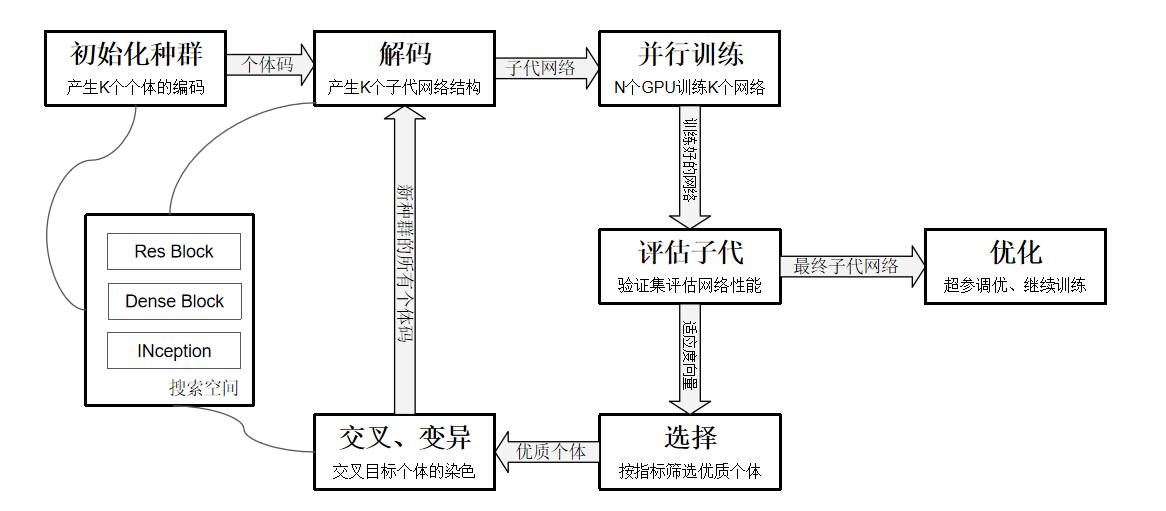 初始化种群
产生K个个体的编码
个体码
解码
产生K个子代网络结构
子代网络
并行训练
N个GPU训练K个网络
训练好的网络
Res Block
Dense Block
INception
搜索空间
新种群的所有个体码
评估子代
验证集评估网络性能
最终子代网络
优化
超参调优、继续训练
适应度向量
交叉、变异
交叉目标个体的染色
优质个体
选择
按指标筛选优质个体